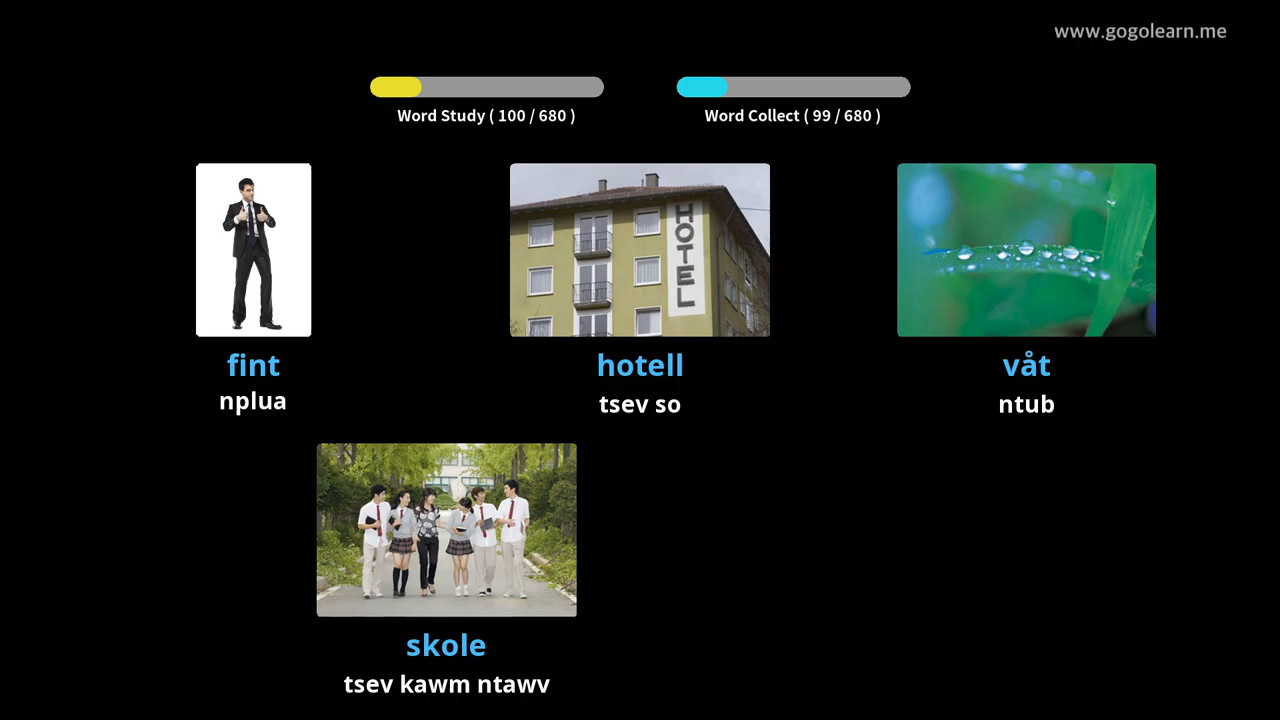 www.gogolearn.me
Word Study ( 100 / 680 )
Word Collect ( 99 / 680 )
HOTEL
fint
nplua
hotell
tsev so
våt
ntub
skole
tsev kawm ntawv